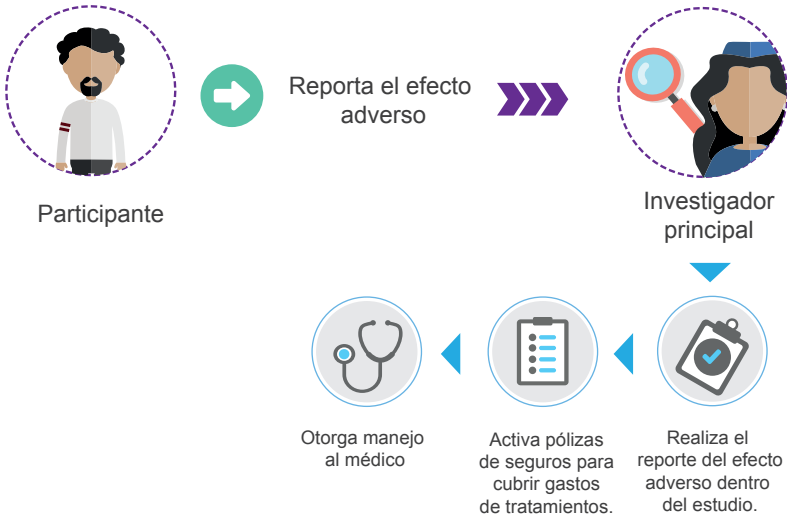 Participante
Reporta el efecto
adverso
Investigador
principal
Realiza el
reporte del efecto
adverso dentro
del estudio.
Activa pólizas
de seguros para
cubrir gastos
de tratamientos.
Otorga manejo
al médico